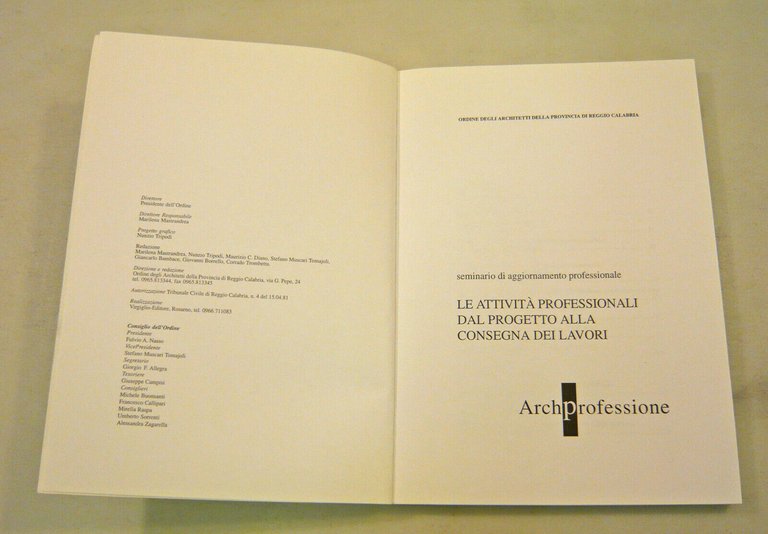 Direttore
Presidente dell'Ordine
Direttore Responsabile
Marilena Mastrandrea
Progetto grafico
Nunzio Tripodi
Redazione
Marilena Mastrandrea, Nunzio Tripodi, Maurizio C. Diano, Stefano Muscari Tomajoli,
Giancarlo Bambace, Giovanni Borrello, Corrado Trombetta.
Direzione e redazione
Ordine degli Architetti della Provincia di Reggio Calabria, via G. Pepe, 24
tel. 0965.813344, fax 0965.813345
Autorizzazione Tribunale Civile di Reggio Calabria, n. 4 del 15.04.81
Realizzazione
Virgiglio-Editore, Rosarno, tel. 0966.711083
Consiglio dell'Ordine
Presidente
Fulvio A. Nasso
VicePresidente
Stefano Muscari Tomajoli
Segretario
Giorgio F. Allegra
Tesoriere
Giuseppe Campisi
Consiglieri
Michele Buonsanti
Francesco Callipari
Mirella Raspa
Umberto Sorrenti
Alessandra Zagarella
ORDINE DEGLI ARCHITETTI DELLA PROVINCIA DI REGGIO CALABRIA
seminario di aggiornamento professionale
LE ATTIVITÀ PROFESSIONALI
DAL PROGETTO ALLA
CONSEGNA DEI LAVORI
Archprofessione